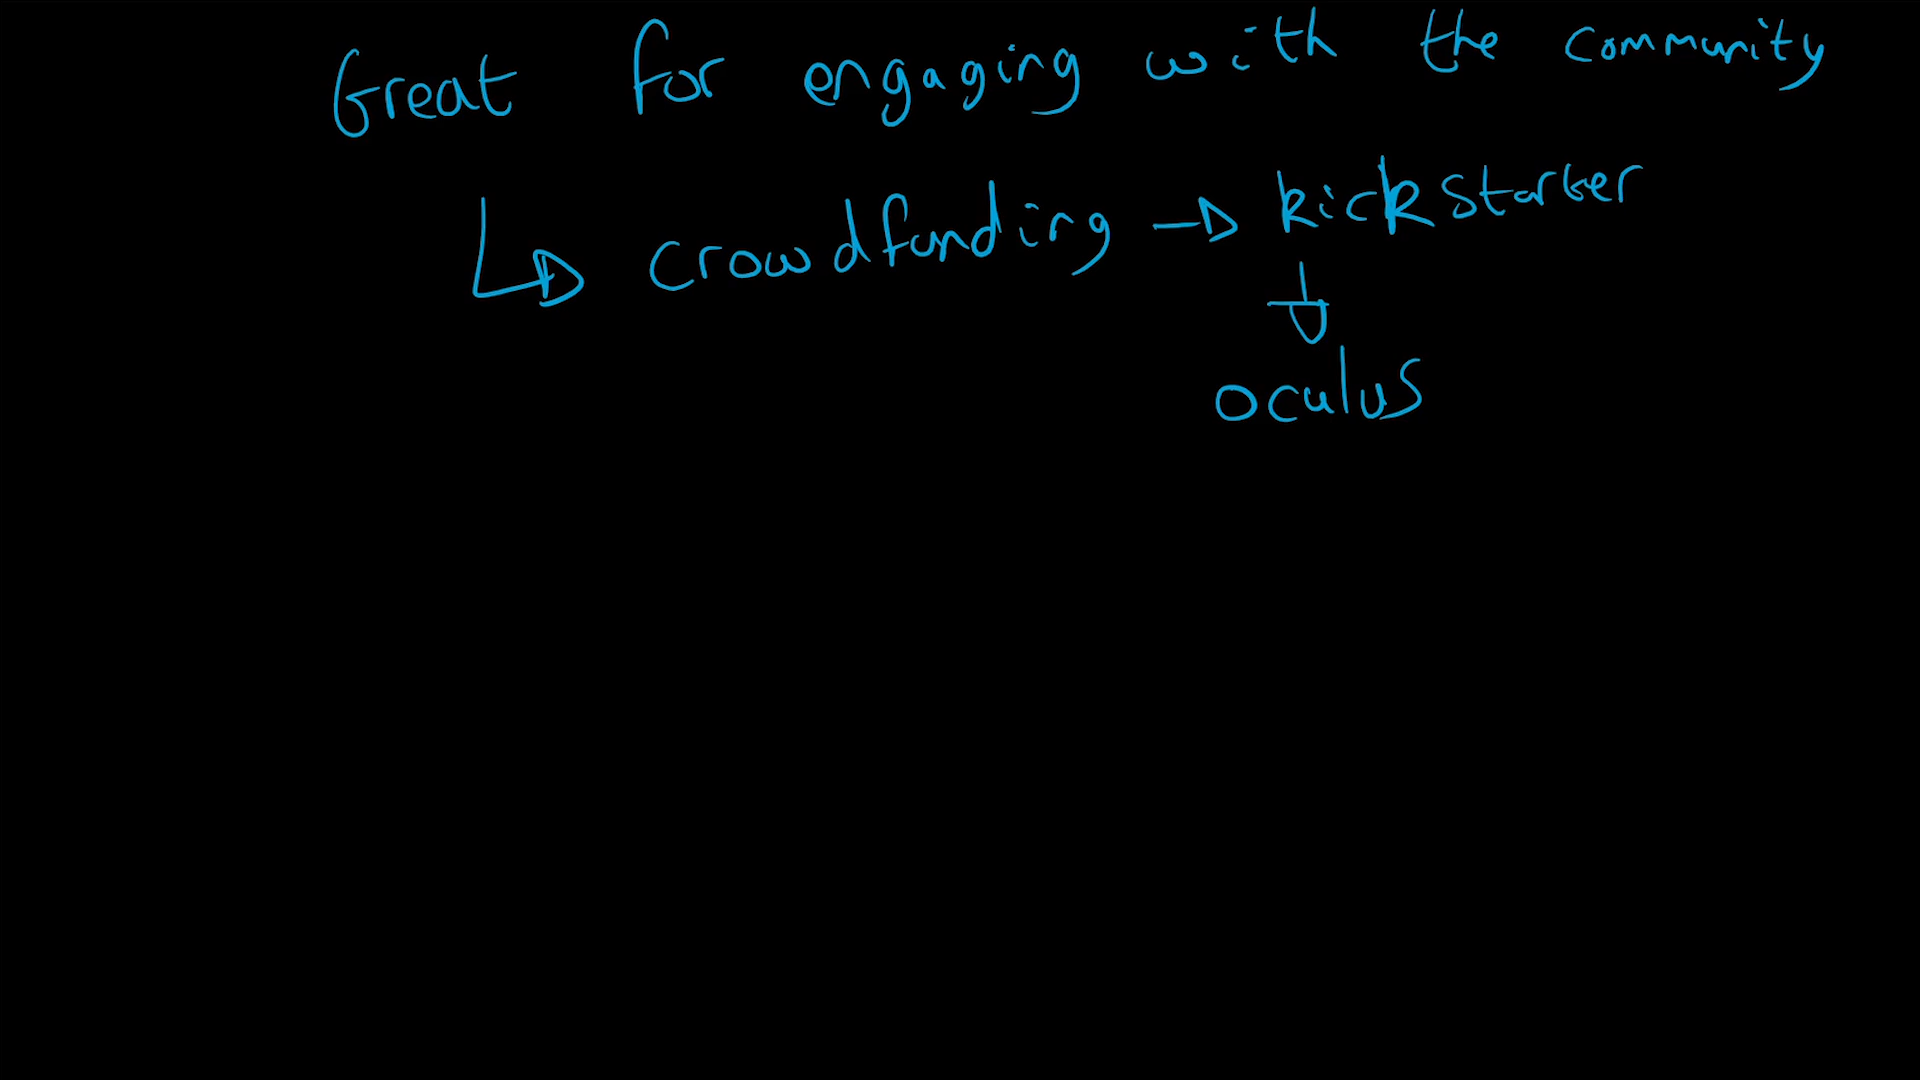 Great for engaging with the community
crowdfunding → kickstarter
oculus